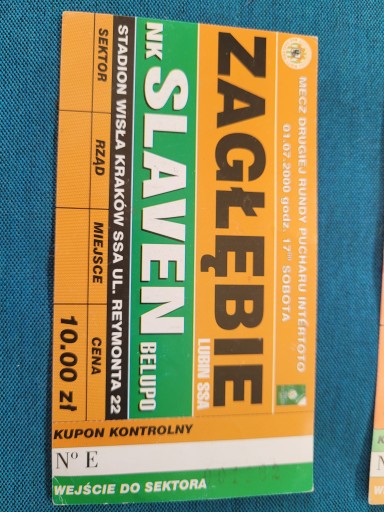 MECZ DRUGIEJ RUNDY PUCHARU INTERTOTO
01.07.2000 godz. 17⁰⁰ SOBOTA
ZAGŁĘBIE
LUBIN SSA
NK SLAVEN
BELUPO
STADION WISŁA KRAKÓW SSA UL. REYMONTA 22
SEKTOR RZĄD MIEJSCE CENA
10.00 zł
KUPON KONTROLNY
Nº E
WEJŚCIE DO SEKTORA